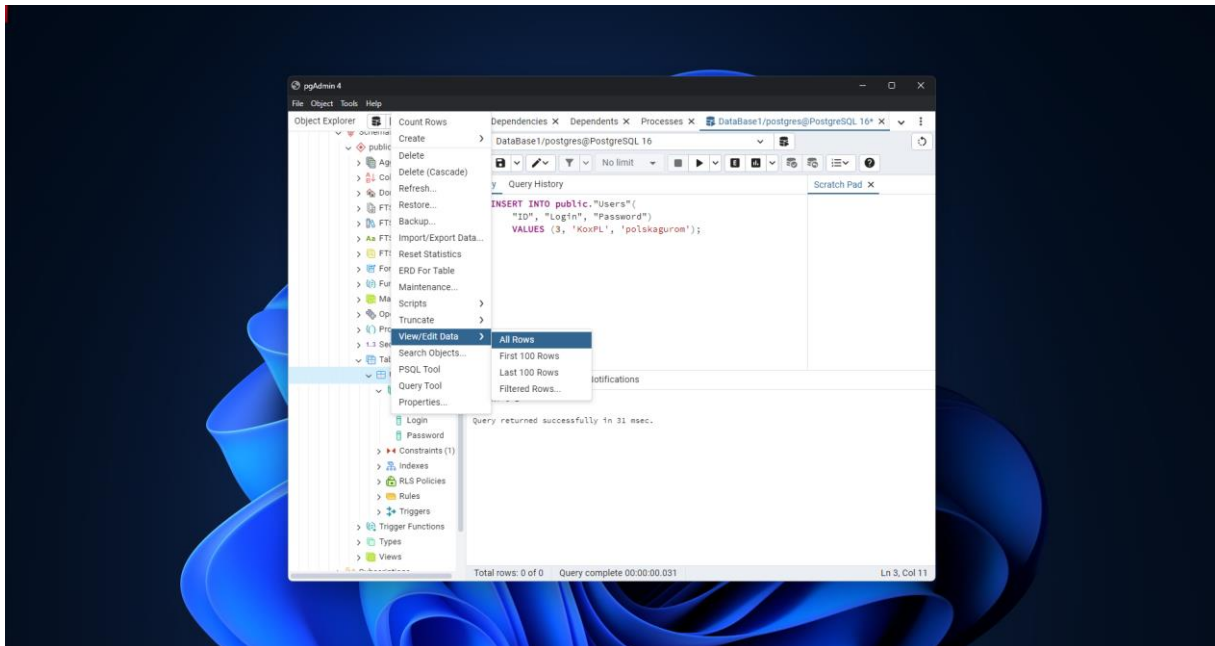 pgAdmin 4
File Object Tools Help
Object Explorer
Dependencies Dependents Processes DataBase1/postgres@PostgreSQL 16*
DataBase1/postgres@PostgreSQL 16
No limit
Query History
Scratch Pad
INSERT INTO public."Users"(
"ID", "Login", "Password")
VALUES (3, 'KoxPL', 'polskagurom');
Count Rows
Create
Delete
Delete (Cascade)
Refresh...
Restore...
Backup...
Import/Export Data...
Reset Statistics
ERD For Table
Maintenance...
Scripts
Truncate
View/Edit Data
Search Objects...
PSQL Tool
Query Tool
Properties...
All Rows
First 100 Rows
Last 100 Rows
Filtered Rows...
Login
Password
Constraints (1)
Indexes
RLS Policies
Rules
Triggers
Trigger Functions
Types
Views
Query returned successfully in 31 msec.
Total rows: 0 of 0 Query complete 00:00:00.031 Ln 3, Col 11